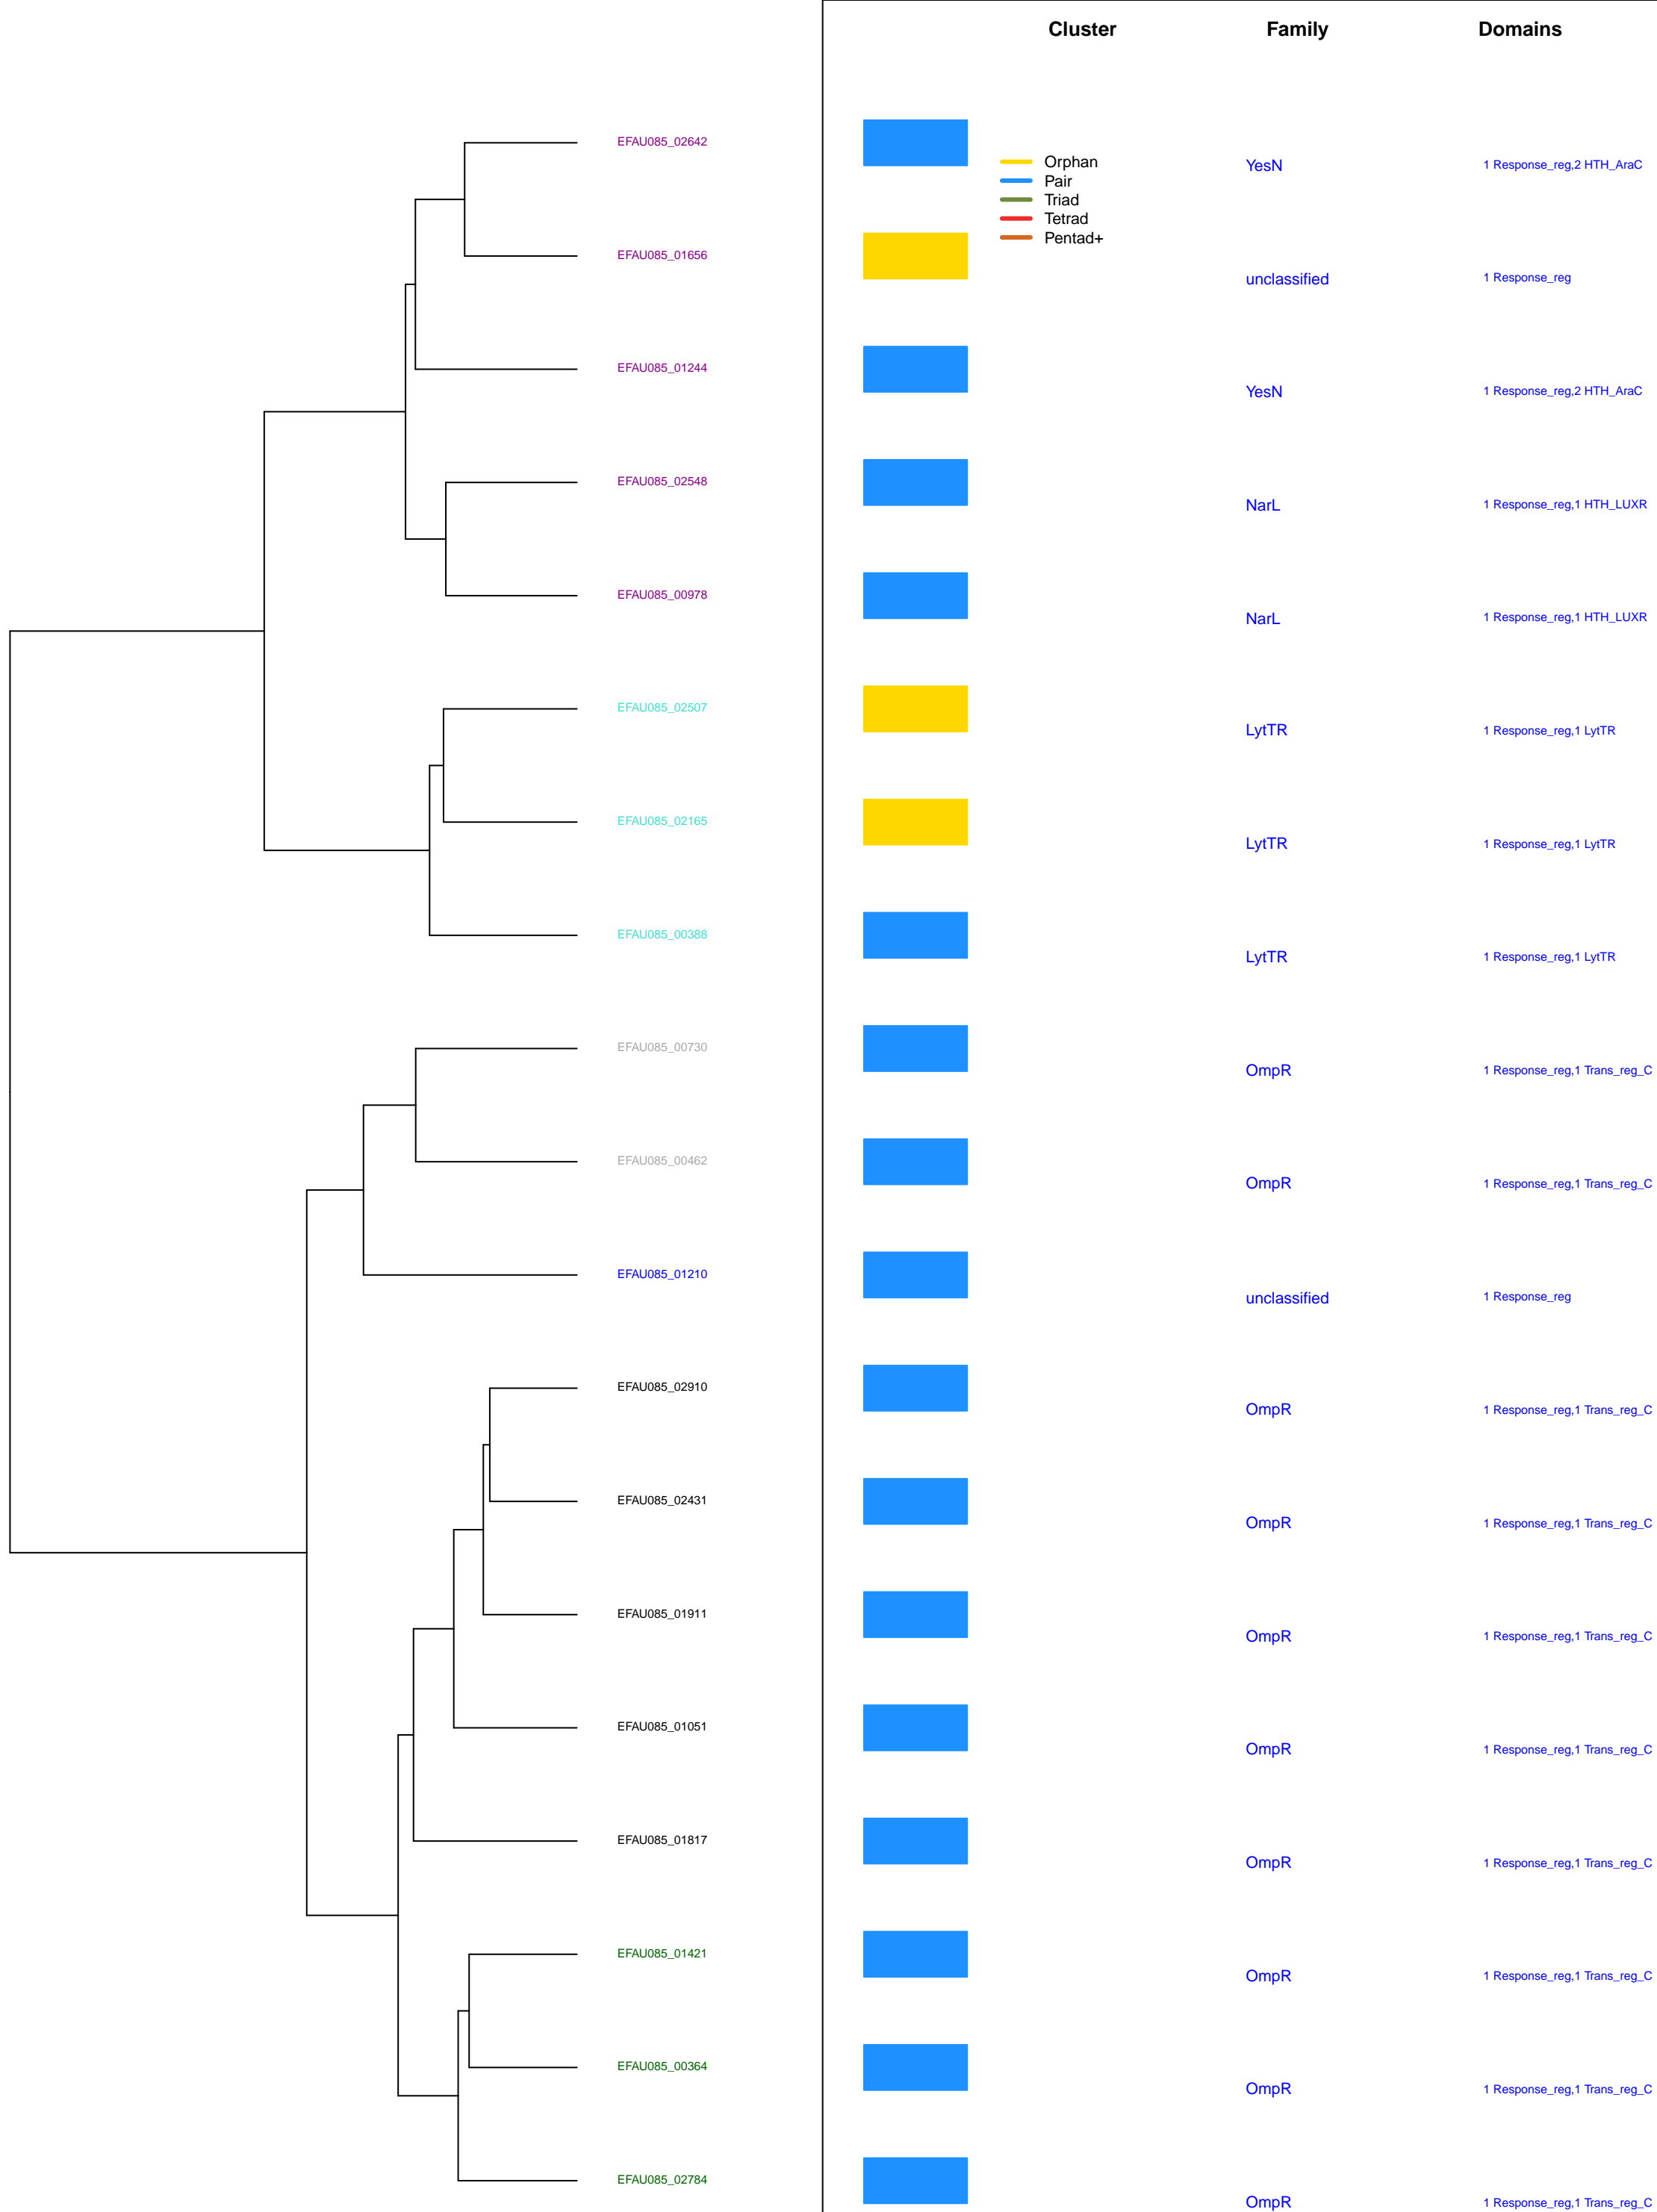 Cluster Family Domains
EFAU085_02642
Orphan
Pair
Triad
Tetrad
Pentad+
YesN 1 Response_reg,2 HTH_AraC
EFAU085_01656
unclassified 1 Response_reg
EFAU085_01244
YesN 1 Response_reg,2 HTH_AraC
EFAU085_02548
NarL 1 Response_reg,1 HTH_LUXR
EFAU085_00978
NarL 1 Response_reg,1 HTH_LUXR
EFAU085_02507
LytTR 1 Response_reg,1 LytTR
EFAU085_02165
LytTR 1 Response_reg,1 LytTR
EFAU085_00388
LytTR 1 Response_reg,1 LytTR
EFAU085_00730
OmpR 1 Response_reg,1 Trans_reg_C
EFAU085_00462
OmpR 1 Response_reg,1 Trans_reg_C
EFAU085_01210
unclassified 1 Response_reg
EFAU085_02910
OmpR 1 Response_reg,1 Trans_reg_C
EFAU085_02431
OmpR 1 Response_reg,1 Trans_reg_C
EFAU085_01911
OmpR 1 Response_reg,1 Trans_reg_C
EFAU085_01051
OmpR 1 Response_reg,1 Trans_reg_C
EFAU085_01817
OmpR 1 Response_reg,1 Trans_reg_C
EFAU085_01421
OmpR 1 Response_reg,1 Trans_reg_C
EFAU085_00364
OmpR 1 Response_reg,1 Trans_reg_C
EFAU085_02784
OmpR 1 Response_reg,1 Trans_reg_C